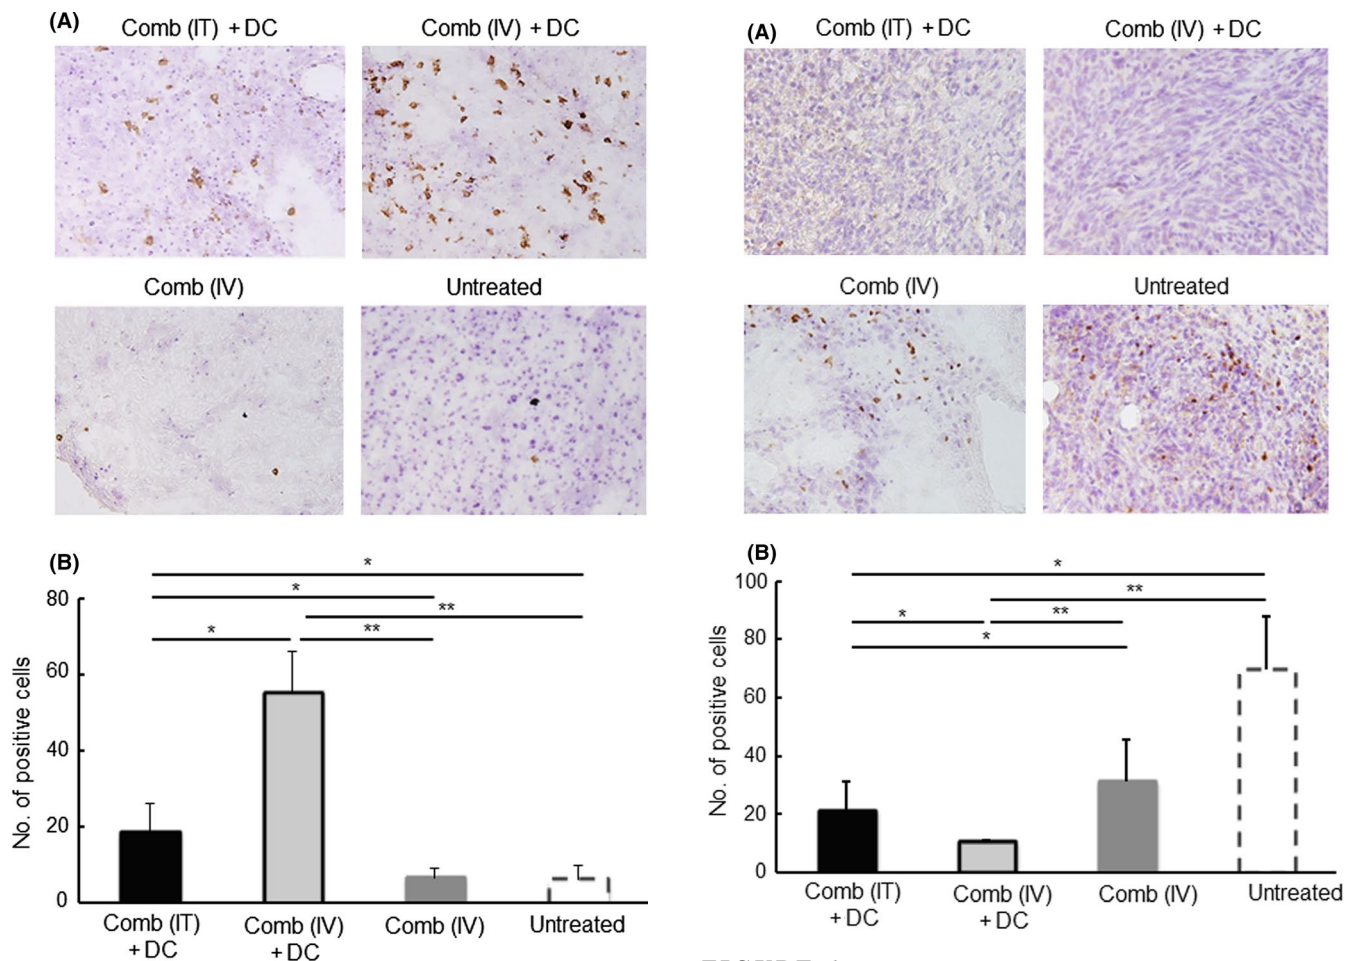 (A)
Comb (IT) + DC
Comb (IV) + DC
Comb (IV)
Untreated
(B)
*
*
**
*
**
No. of positive cells
80
60
40
20
0
Comb (IT)
+ DC
Comb (IV)
+ DC
Comb (IV)
Untreated
(A)
Comb (IT) + DC
Comb (IV) + DC
Comb (IV)
Untreated
(B)
*
**
*
**
*
No. of positive cells
100
80
60
40
20
0
Comb (IT)
+ DC
Comb (IV)
+ DC
Comb (IV)
Untreated